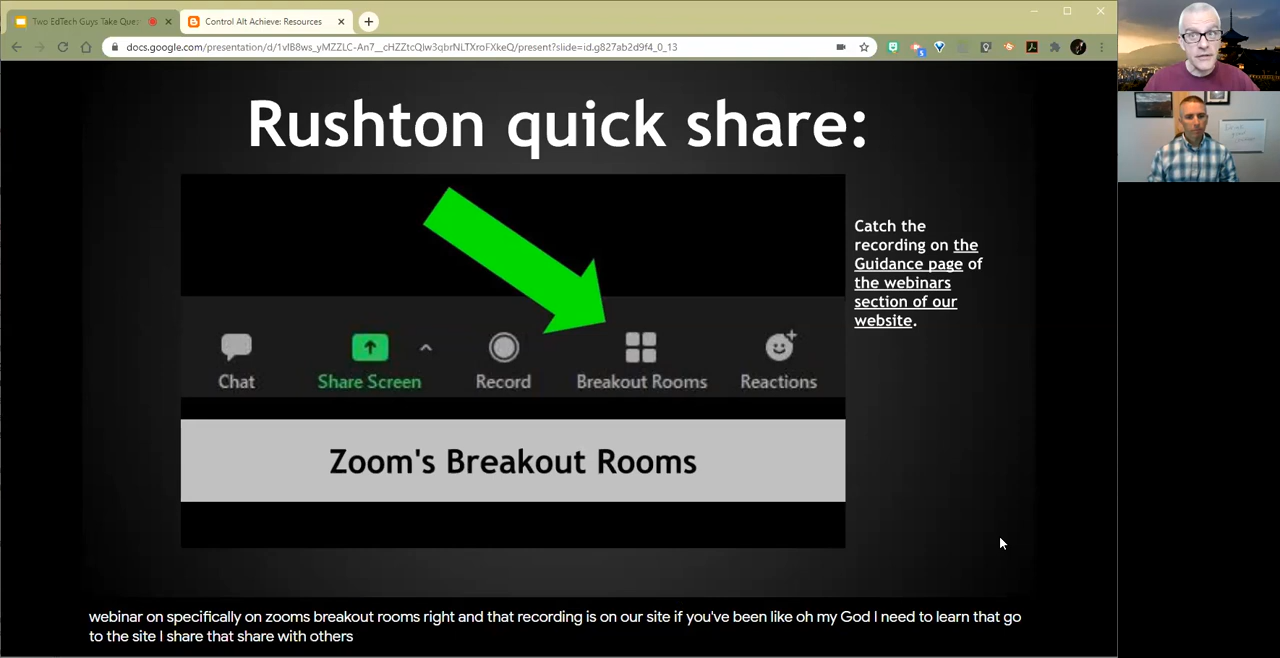 Two EdTech Guys Take Que
Control Alt Achieve: Resources
docs.google.com/presentation/d/1vIB8ws_yMZZLC-An7__cHZZtcQlw3qbrNLTXroFXkeQ/present?slide=id.g827ab2d9f4_0_13
Rushton quick share:
Catch the
recording on the
Guidance page of
the webinars
section of our
website.
Chat
Share Screen
Record
Breakout Rooms
Reactions
Zoom's Breakout Rooms
webinar on specifically on zooms breakout rooms right and that recording is on our site if you've been like oh my God I need to learn that go
to the site I share that share with others